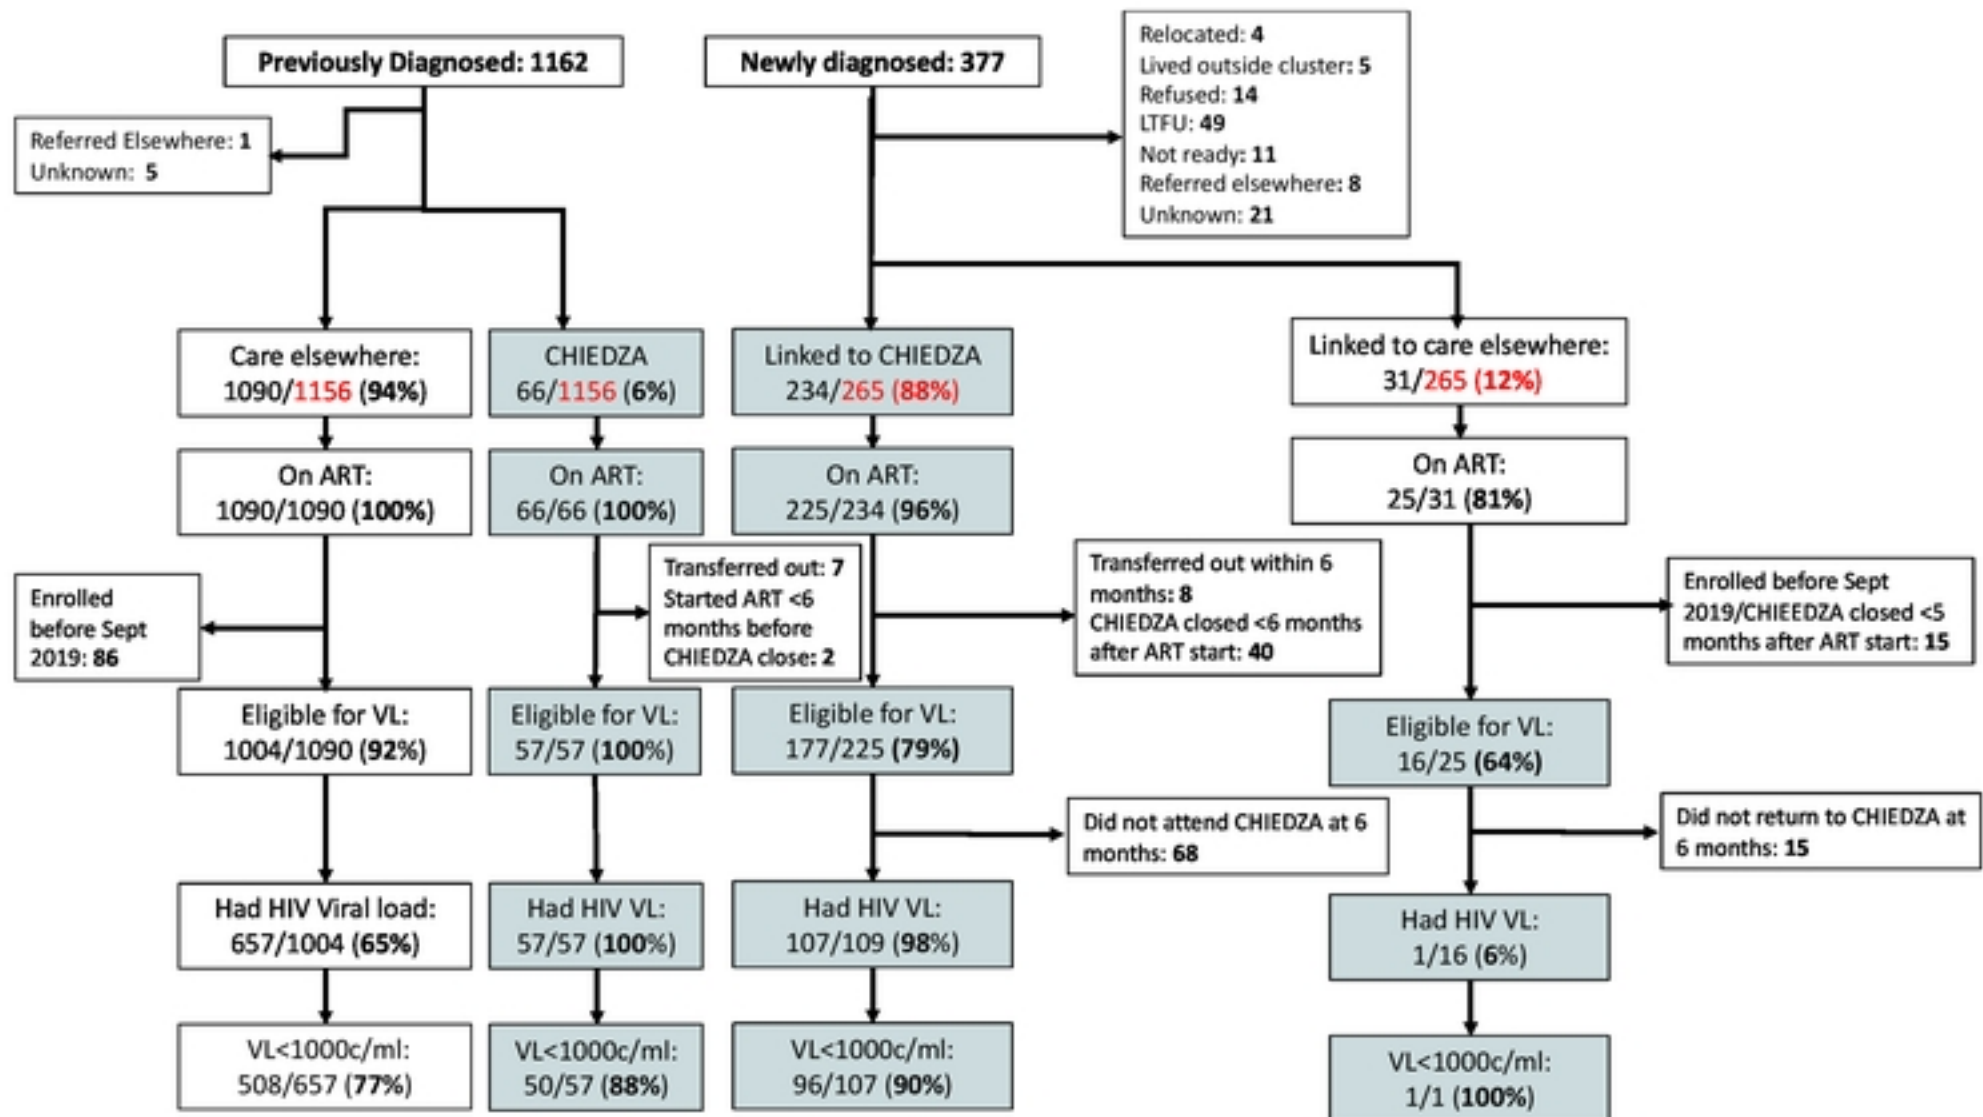 Previously Diagnosed: 1162
Newly diagnosed: 377
Relocated: 4
Lived outside cluster: 5
Refused: 14
LTFU: 49
Not ready: 11
Referred elsewhere: 8
Unknown: 21
Referred Elsewhere: 1
Unknown: 5
Care elsewhere:
1090/1156 (94%)
CHIEDZA
66/1156 (6%)
Linked to CHIEDZA
234/265 (88%)
Linked to care elsewhere:
31/265 (12%)
On ART:
1090/1090 (100%)
On ART:
66/66 (100%)
On ART:
225/234 (96%)
On ART:
25/31 (81%)
Enrolled
before Sept
2019: 86
Transferred out: 7
Started ART <6
months before
CHIEDZA close: 2
Transferred out within 6
months: 8
CHIEDZA closed <6 months
after ART start: 40
Enrolled before Sept
2019/CHIEEDZA closed <5
months after ART start: 15
Eligible for VL:
1004/1090 (92%)
Eligible for VL:
57/57 (100%)
Eligible for VL:
177/225 (79%)
Eligible for VL:
16/25 (64%)
Did not attend CHIEDZA at 6
months: 68
Did not return to CHIEDZA at
6 months: 15
Had HIV Viral load:
657/1004 (65%)
Had HIV VL:
57/57 (100%)
Had HIV VL:
107/109 (98%)
Had HIV VL:
1/16 (6%)
VL<1000c/ml:
508/657 (77%)
VL<1000c/ml:
50/57 (88%)
VL<1000c/ml:
96/107 (90%)
VL<1000c/ml:
1/1 (100%)